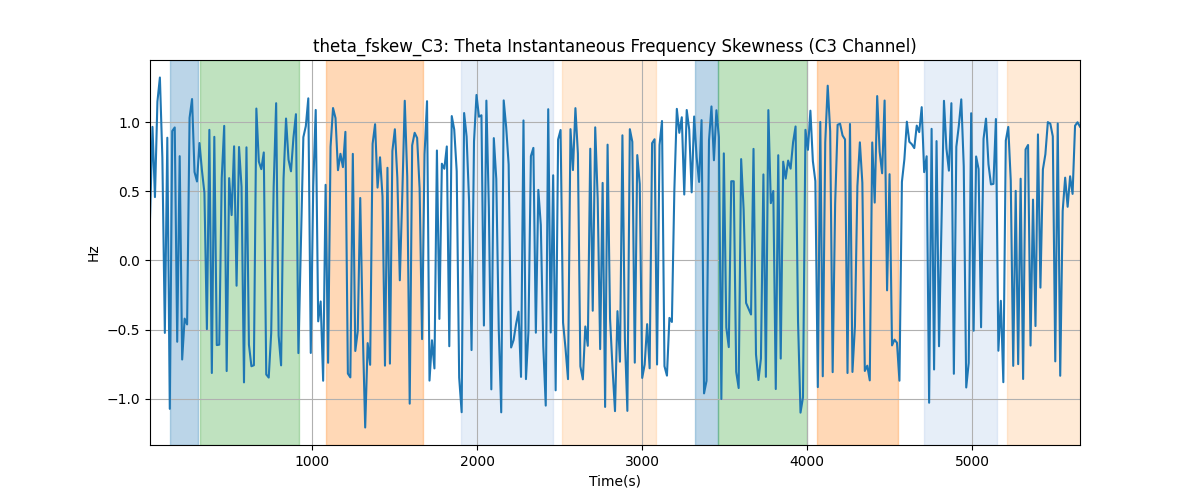 theta_fskew_C3: Theta Instantaneous Frequency Skewness (C3 Channel)
1.0
0.5
0.0
−0.5
−1.0
Hz
1000 2000 3000 4000 5000
Time(s)